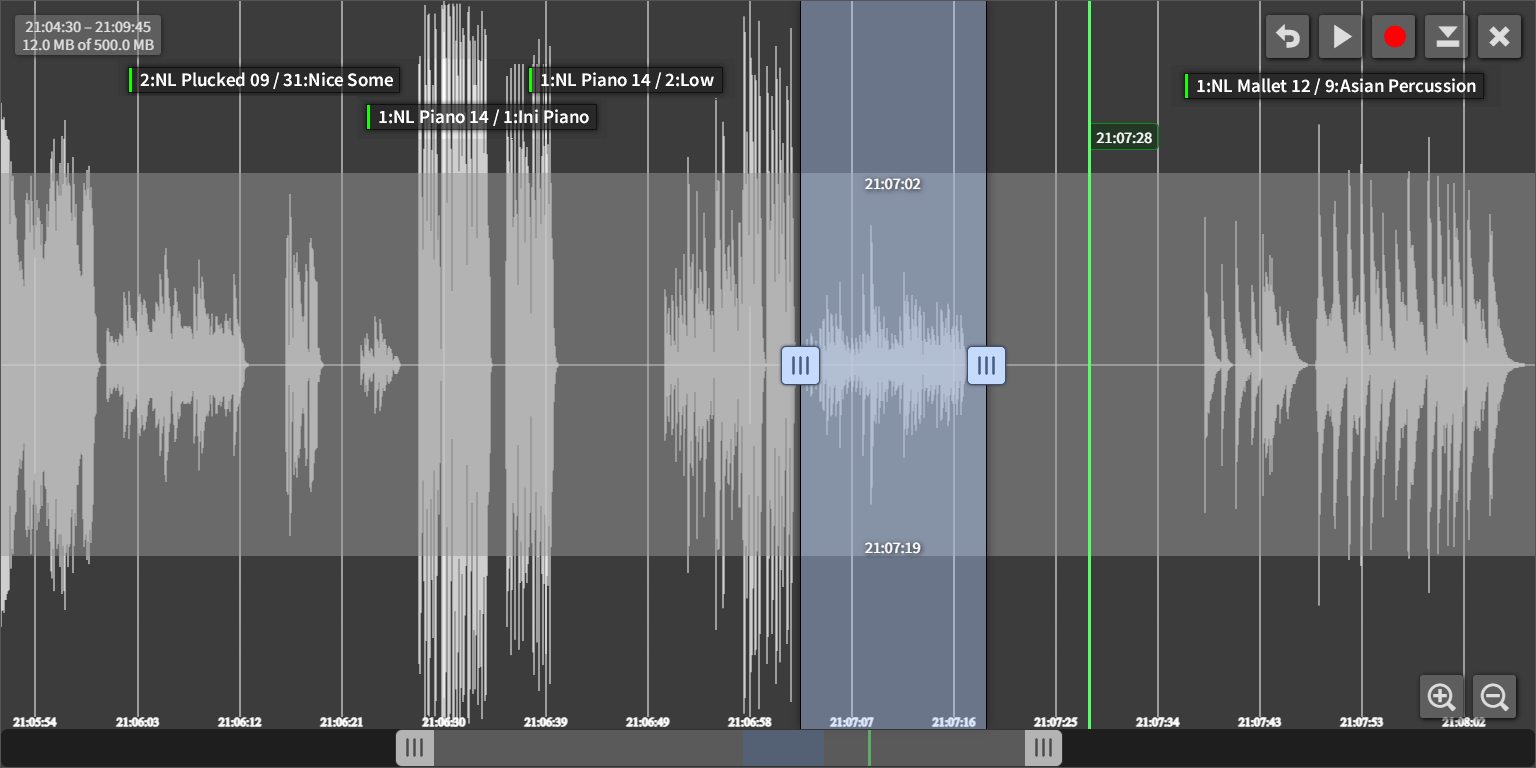 21:04:30 – 21:09:45
12.0 MB of 500.0 MB
2:NL Plucked 09 / 31:Nice Some
1:NL Piano 14 / 2:Low
1:NL Mallet 12 / 9:Asian Percussion
1:NL Piano 14 / 1:Ini Piano
21:07:28
21:07:02
21:07:19
21:05:54 21:06:03 21:06:12 21:06:21 21:06:30 21:06:39 21:06:49 21:06:58 21:07:07 21:07:16 21:07:25 21:07:34 21:07:43 21:07:53 21:08:02